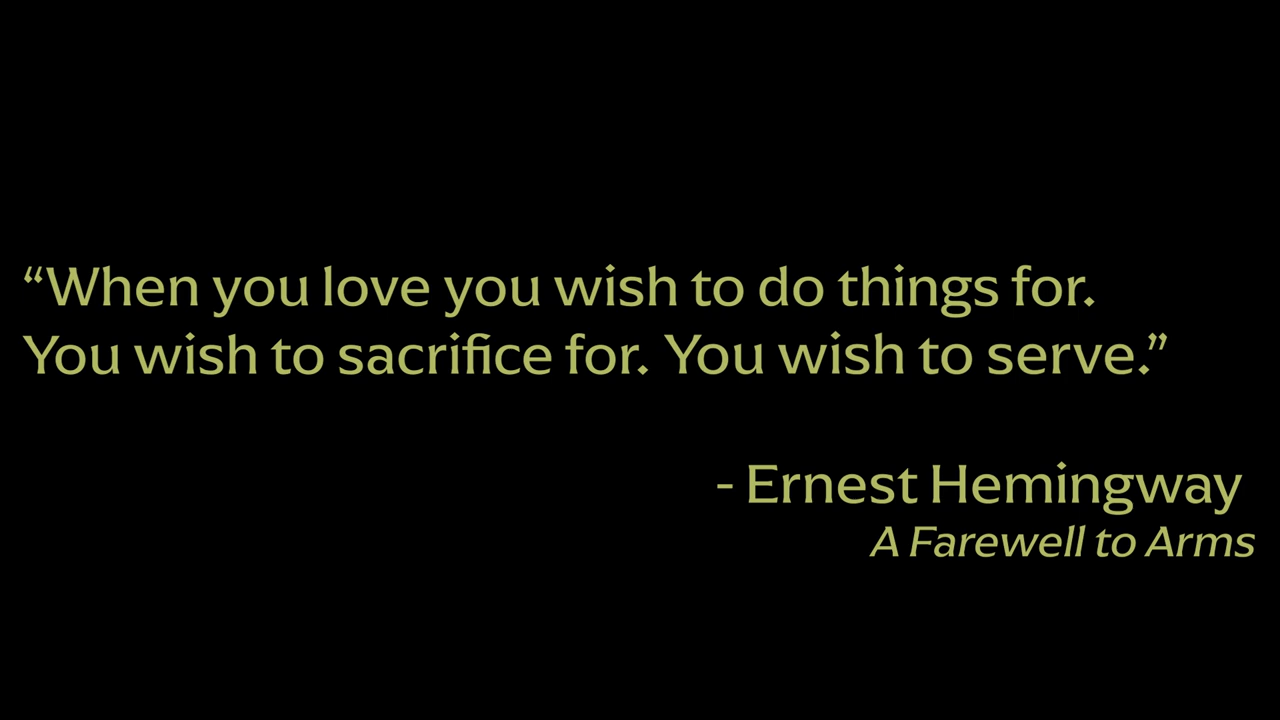 “When you love you wish to do things for.
You wish to sacrifice for. You wish to serve.”
- Ernest Hemingway
A Farewell to Arms